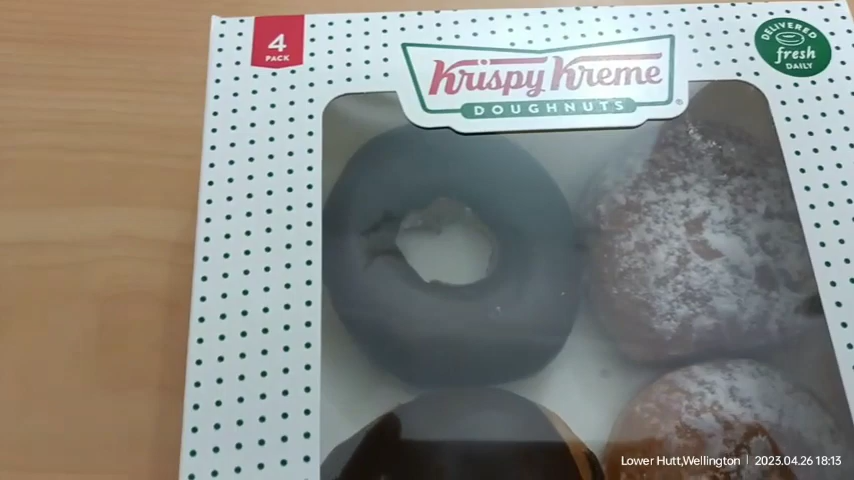 4
PACK
Krispy Kreme
DOUGHNUTS
®
DELIVERED
fresh
DAILY
Lower Hutt,Wellington | 2023.04.26 18:13